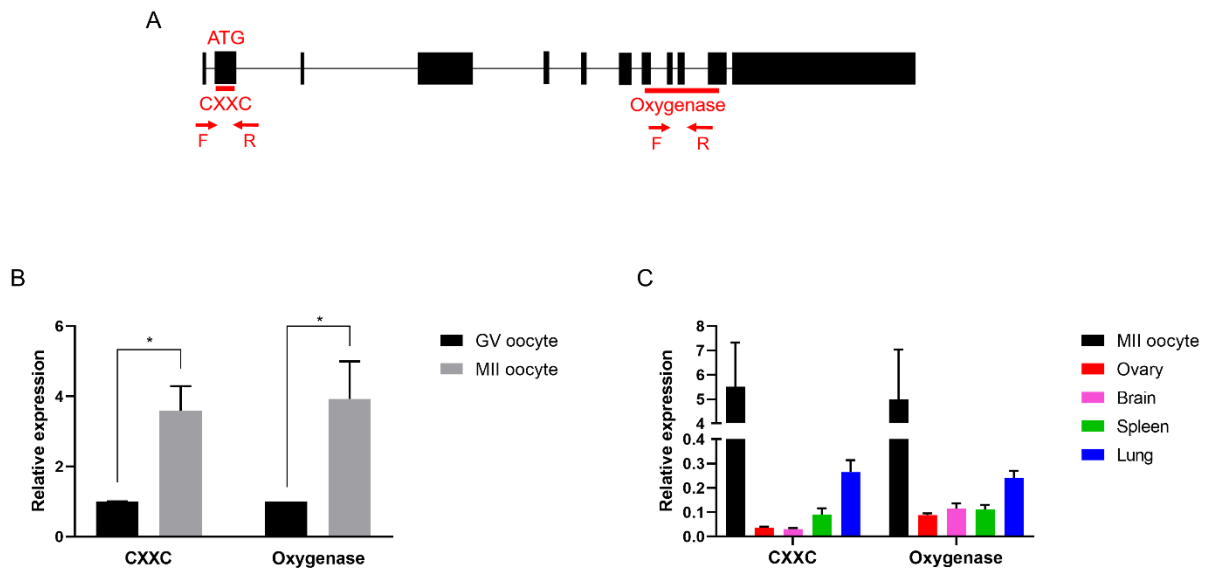 A
ATG
CXXC
F
R
Oxygenase
F
R
B
Relative expression
6
4
2
0
*
*
CXXC
Oxygenase
GV oocyte
MII oocyte
C
Relative expression
8
7
6
5
4
0.4
0.3
0.2
0.1
0.0
CXXC
Oxygenase
MII oocyte
Ovary
Brain
Spleen
Lung